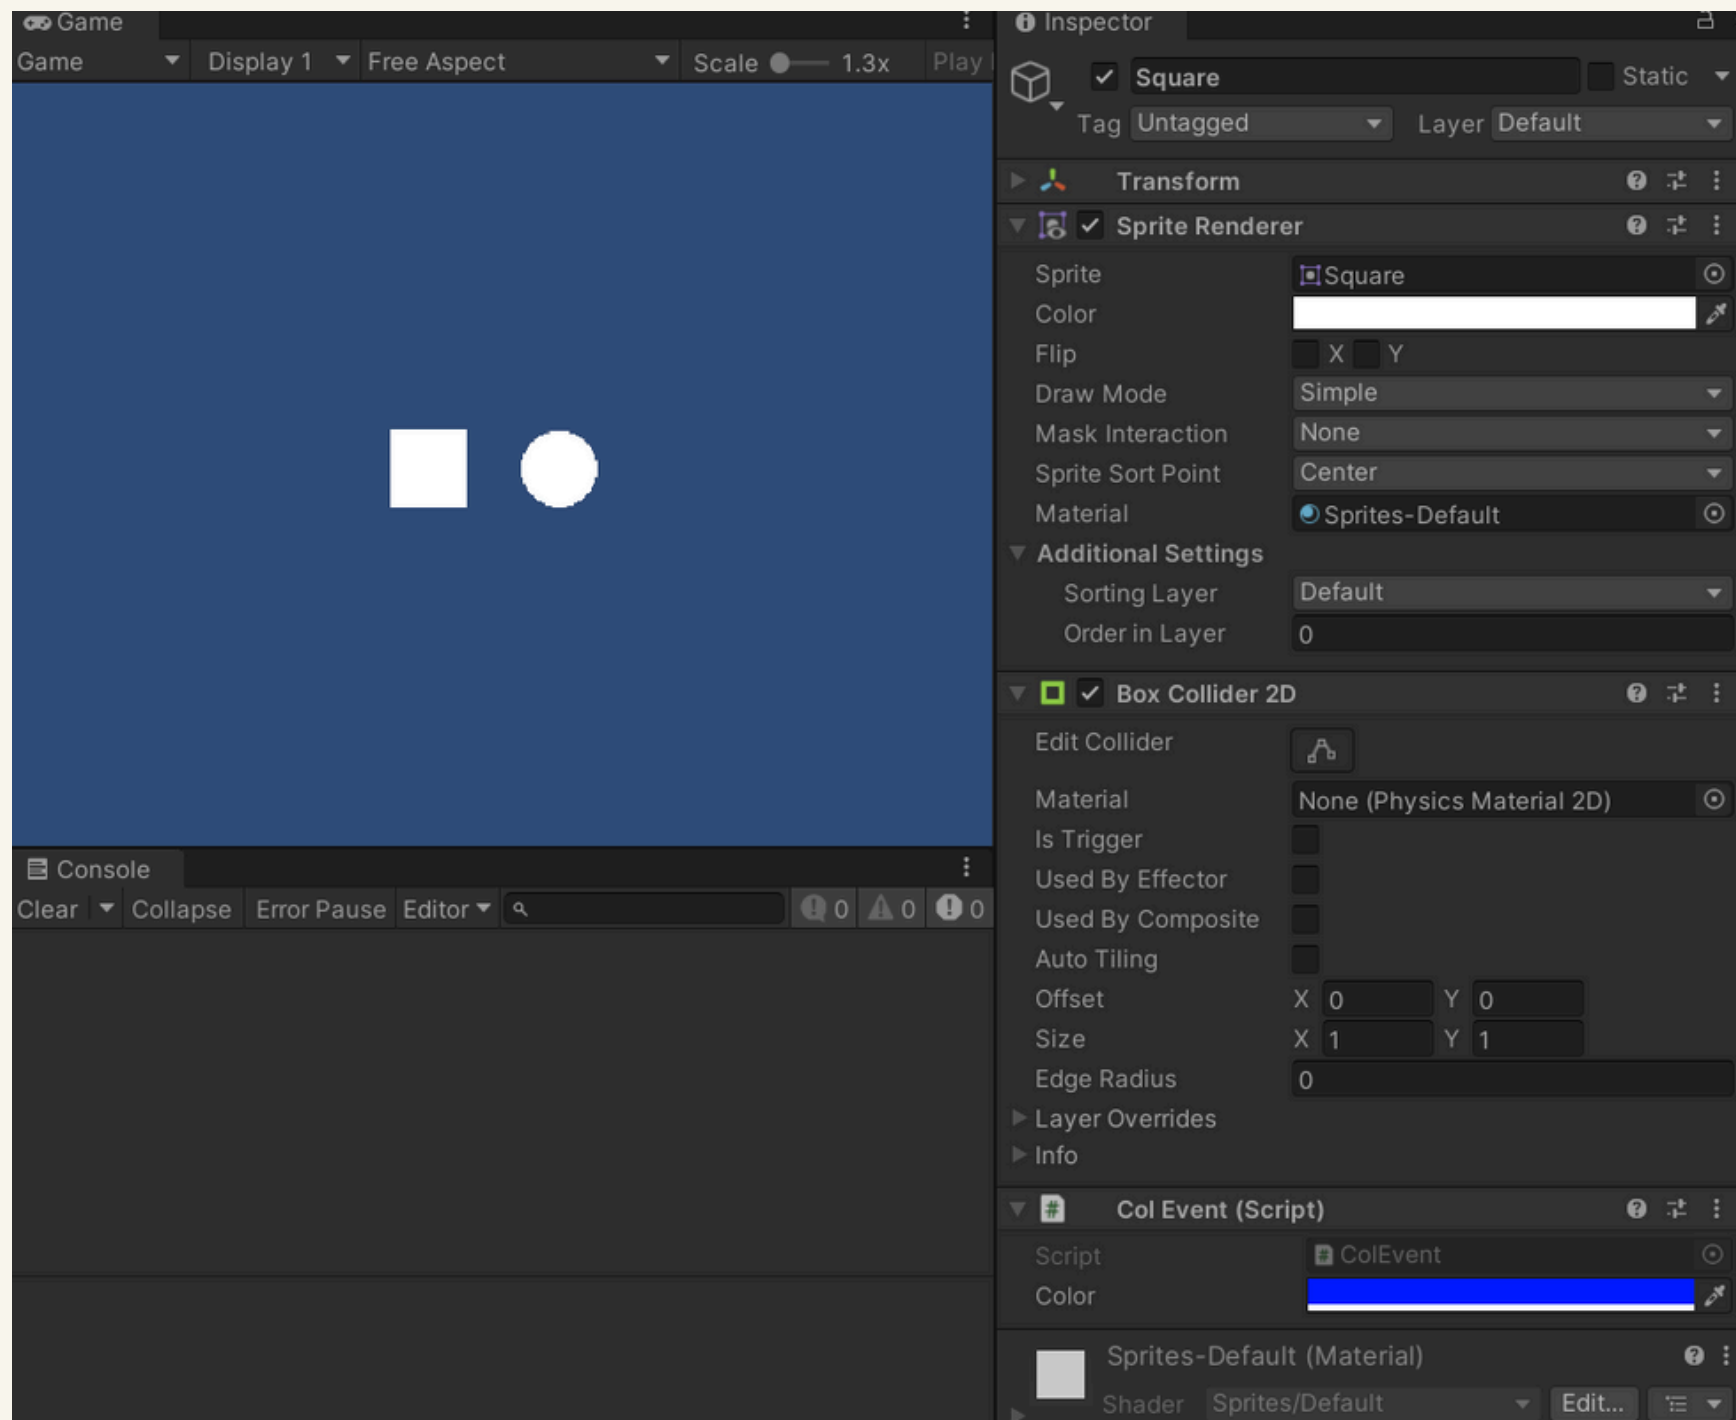 Game
Game Display 1 Free Aspect Scale 1.3x Play
Console
Clear Collapse Error Pause Editor 0 0 0
Inspector
Square Static
Tag Untagged Layer Default
Transform
Sprite Renderer
Sprite Square
Color
Flip X Y
Draw Mode Simple
Mask Interaction None
Sprite Sort Point Center
Material Sprites-Default
Additional Settings
Sorting Layer Default
Order in Layer 0
Box Collider 2D
Edit Collider
Material None (Physics Material 2D)
Is Trigger
Used By Effector
Used By Composite
Auto Tiling
Offset X 0 Y 0
Size X 1 Y 1
Edge Radius 0
Layer Overrides
Info
# Col Event (Script)
Script # ColEvent
Color
Sprites-Default (Material)
Shader Sprites/Default Edit...